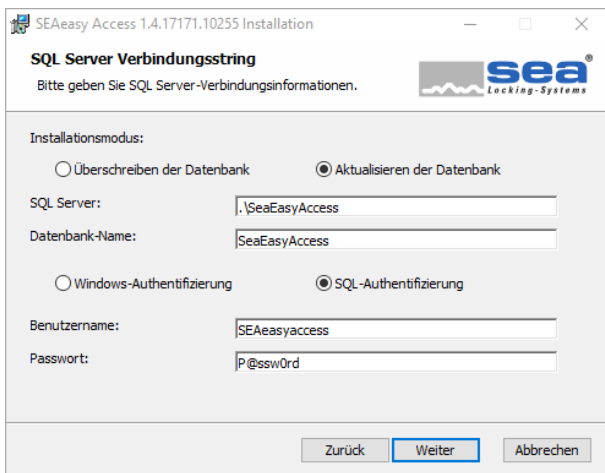 SEAeasy Access 1.4.17171.10255 Installation
SQL Server Verbindungsstring
Bitte geben Sie SQL Server-Verbindungsinformationen.
sea®
Locking-Systems
Installationsmodus:
Überschreiben der Datenbank Aktualisieren der Datenbank
SQL Server: .\SeaEasyAccess
Datenbank-Name: SeaEasyAccess
Windows-Authentifizierung SQL-Authentifizierung
Benutzername: SEAeasyaccess
Passwort: P@ssw0rd
Zurück Weiter Abbrechen